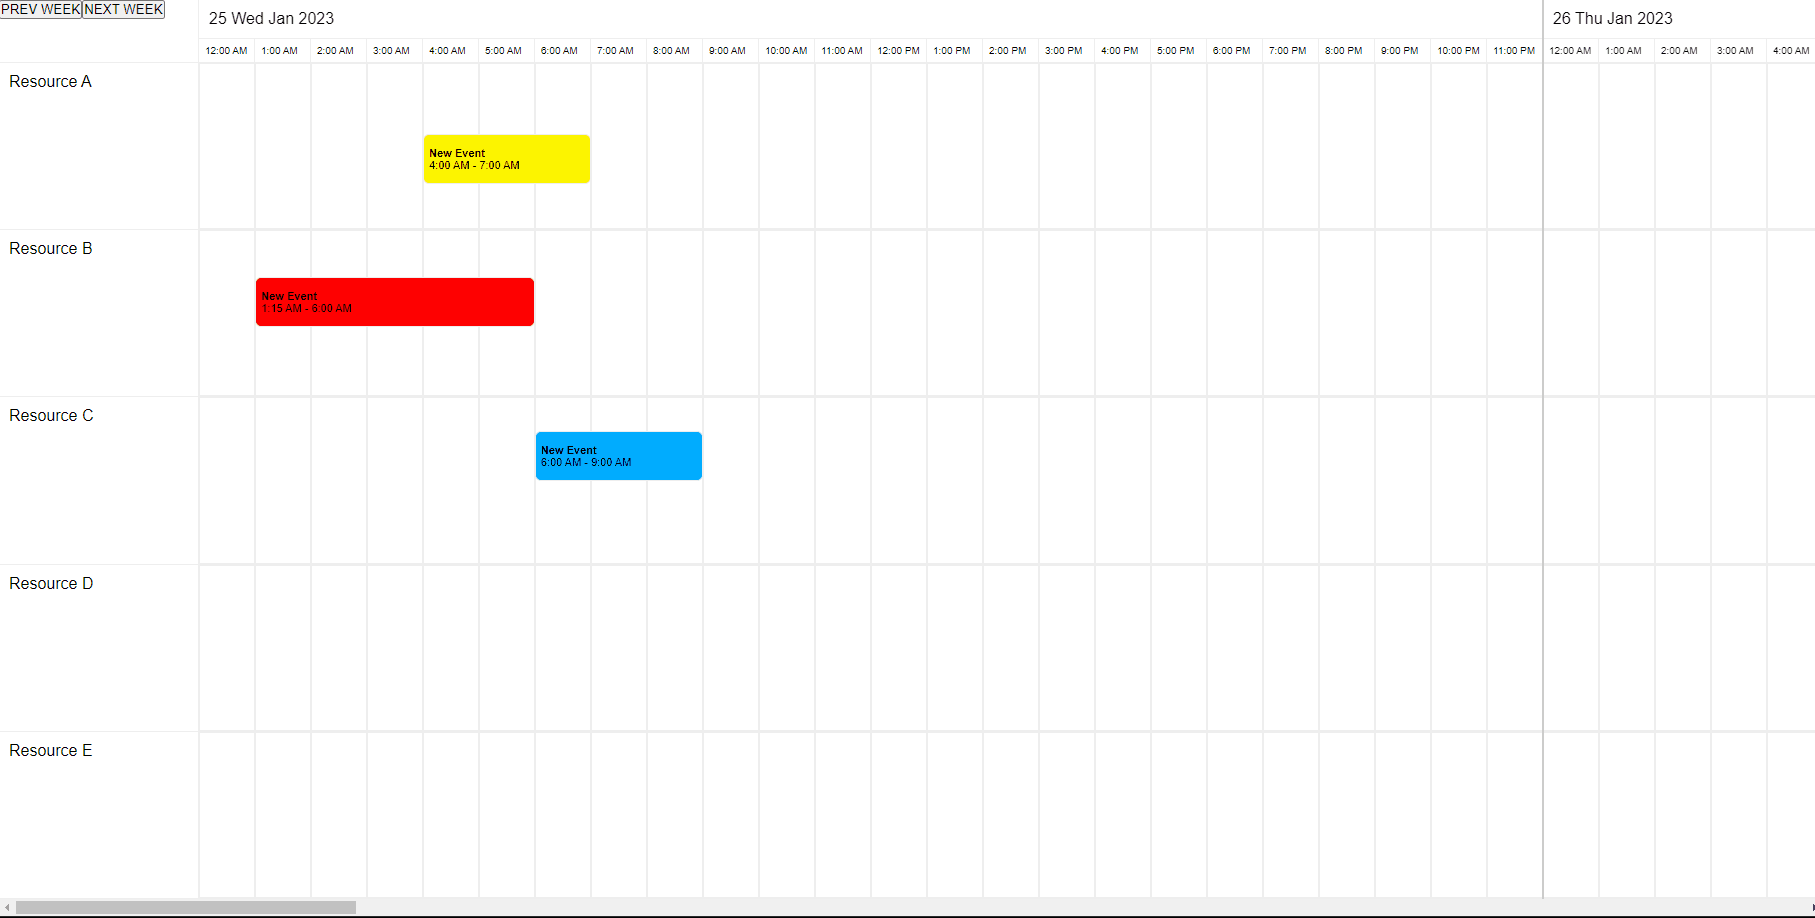 PREV WEEK NEXT WEEK
25 Wed Jan 2023 26 Thu Jan 2023
12:00 AM 1:00 AM 2:00 AM 3:00 AM 4:00 AM 5:00 AM 6:00 AM 7:00 AM 8:00 AM 9:00 AM 10:00 AM 11:00 AM 12:00 PM 1:00 PM 2:00 PM 3:00 PM 4:00 PM 5:00 PM 6:00 PM 7:00 PM 8:00 PM 9:00 PM 10:00 PM 11:00 PM 12:00 AM 1:00 AM 2:00 AM 3:00 AM 4:00 AM
Resource A
New Event
4:00 AM - 7:00 AM
Resource B
New Event
1:15 AM - 6:00 AM
Resource C
New Event
6:00 AM - 9:00 AM
Resource D
Resource E